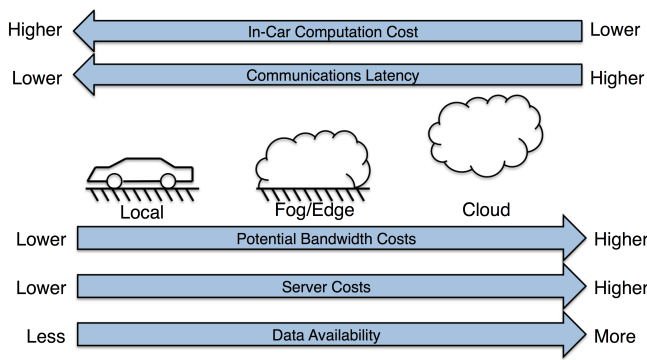 Higher In-Car Computation Cost Lower
Lower Communications Latency Higher
Local Fog/Edge Cloud
Lower Potential Bandwidth Costs Higher
Lower Server Costs Higher
Less Data Availability More